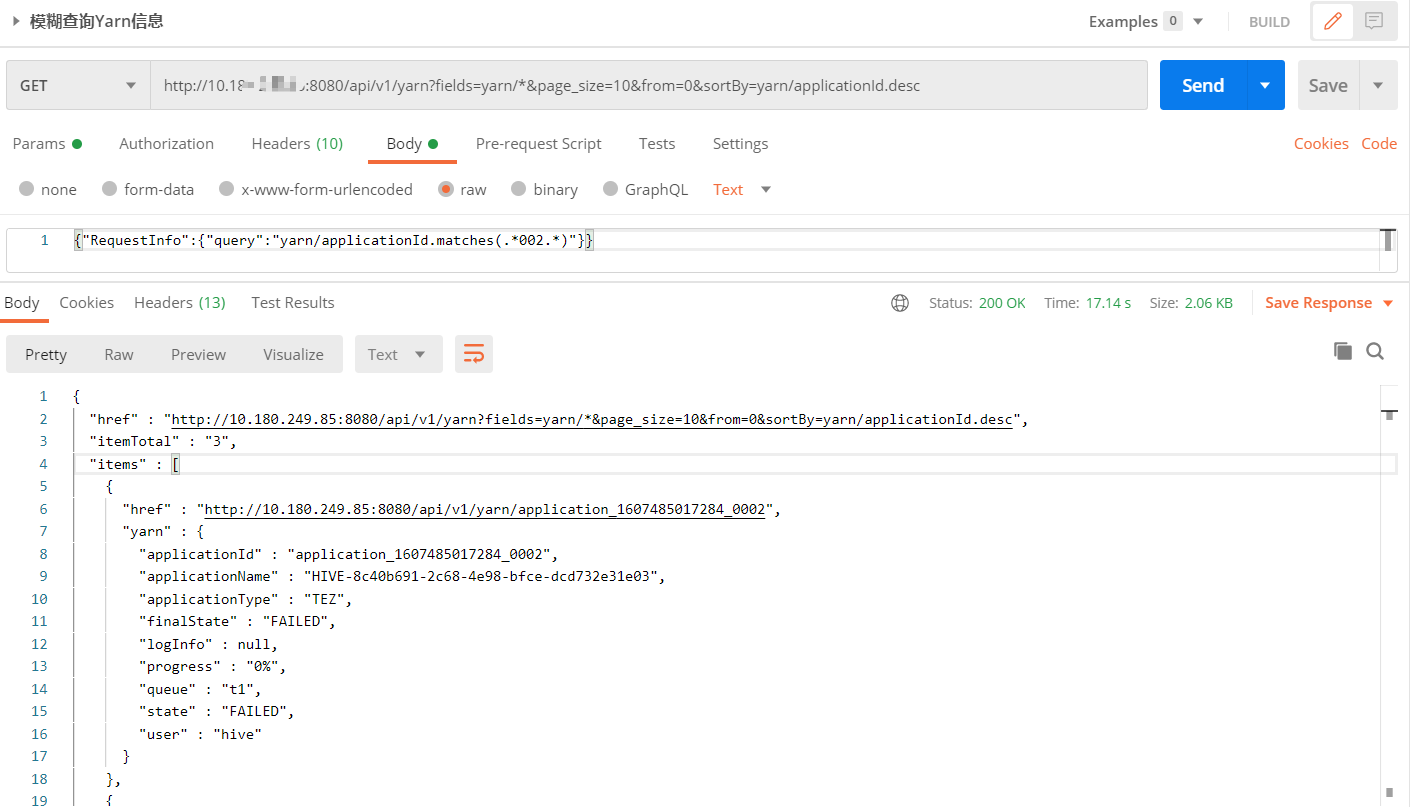 模糊查询Yarn信息
Examples 0
BUILD
GET
http://10.18 :8080/api/v1/yarn?fields=yarn/*&page_size=10&from=0&sortBy=yarn/applicationId.desc
Send
Save
Params
Authorization
Headers (10)
Body
Pre-request Script
Tests
Settings
Cookies
Code
none
form-data
x-www-form-urlencoded
raw
binary
GraphQL
Text
1 {"RequestInfo":{"query":"yarn/applicationId.matches(.*002.*)"}}
Body
Cookies
Headers (13)
Test Results
Status: 200 OK
Time: 17.14 s
Size: 2.06 KB
Save Response
Pretty
Raw
Preview
Visualize
Text
1 {
2 "href" : "http://10.180.249.85:8080/api/v1/yarn?fields=yarn/*&page_size=10&from=0&sortBy=yarn/applicationId.desc",
3 "itemTotal" : "3",
4 "items" : [
5 {
6 "href" : "http://10.180.249.85:8080/api/v1/yarn/application_1607485017284_0002",
7 "yarn" : {
8 "applicationId" : "application_1607485017284_0002",
9 "applicationName" : "HIVE-8c40b691-2c68-4e98-bfce-dcd732e31e03",
10 "applicationType" : "TEZ",
11 "finalState" : "FAILED",
12 "logInfo" : null,
13 "progress" : "0%",
14 "queue" : "t1",
15 "state" : "FAILED",
16 "user" : "hive"
17 }
18 },
19 {